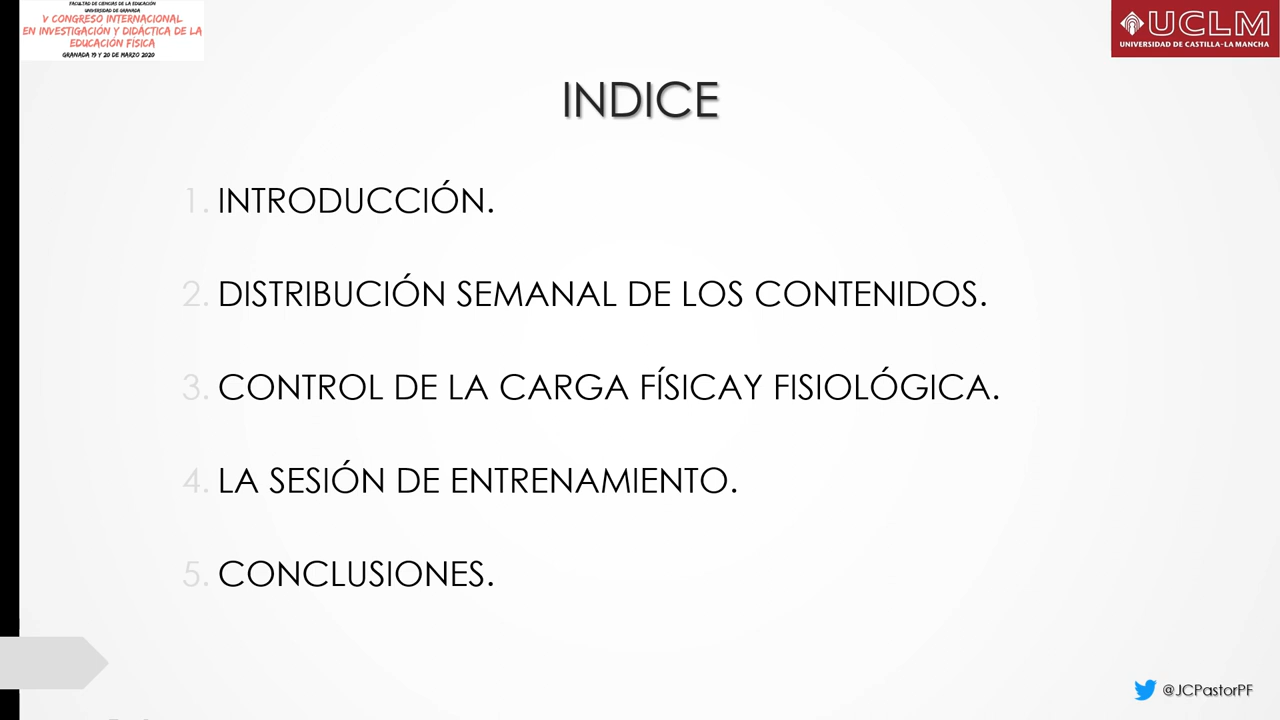 FACULTAD DE CIENCIAS DE LA EDUCACIÓN
UNIVERSIDAD DE GRANADA
V CONGRESO INTERNACIONAL
EN INVESTIGACIÓN Y DIDÁCTICA DE LA
EDUCACIÓN FÍSICA
GRANADA 19 Y 20 DE MARZO 2020
UCLM
UNIVERSIDAD DE CASTILLA-LA MANCHA
INDICE
1. INTRODUCCIÓN.
2. DISTRIBUCIÓN SEMANAL DE LOS CONTENIDOS.
3. CONTROL DE LA CARGA FÍSICAY FISIOLÓGICA.
4. LA SESIÓN DE ENTRENAMIENTO.
5. CONCLUSIONES.
@JCPastorPF